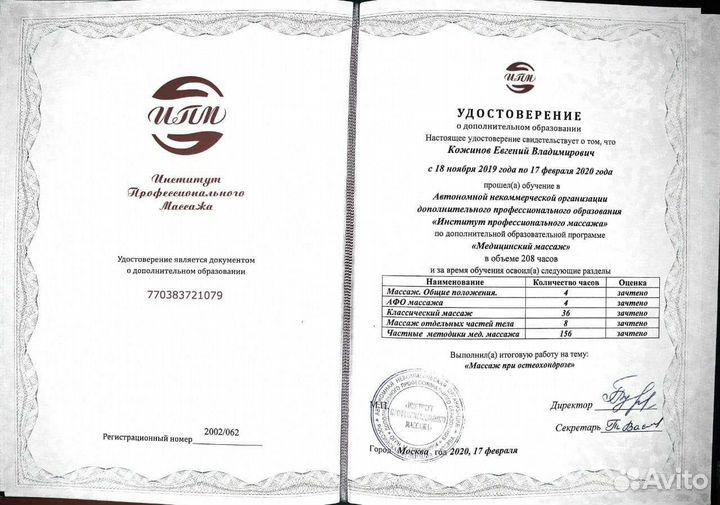 ИПМ
Институт
Профессионального
Массажа
Удостоверение является документом
о дополнительном образовании
770383721079
Регистрационный номер 2002/062
ИПМ
УДОСТОВЕРЕНИЕ
о дополнительном образовании
Настоящее удостоверение свидетельствует о том, что
Кожинов Евгений Владимирович
с 18 ноября 2019 года по 17 февраля 2020 года
прошел(а) обучение в
Автономной некоммерческой организации
дополнительного профессионального образования
«Институт профессионального массажа»
по дополнительной образовательной программе
«Медицинский массаж»
в объеме 208 часов
и за время обучения освоил(а) следующие разделы
Наименование Количество часов Оценка
Массаж. Общие положения. 4 зачтено
АФО массажа 4 зачтено
Классический массаж 36 зачтено
Массаж отдельных частей тела 8 зачтено
Частные методики мед. массажа 156 зачтено
Выполнил(а) итоговую работу на тему:
«Массаж при остеохондрозе»
М.П.
«ИНСТИТУТ
ПРОФЕССИОНАЛЬНОГО
МАССАЖА»
Директор
Секретарь
Город Москва год 2020, 17 февраля
Avito